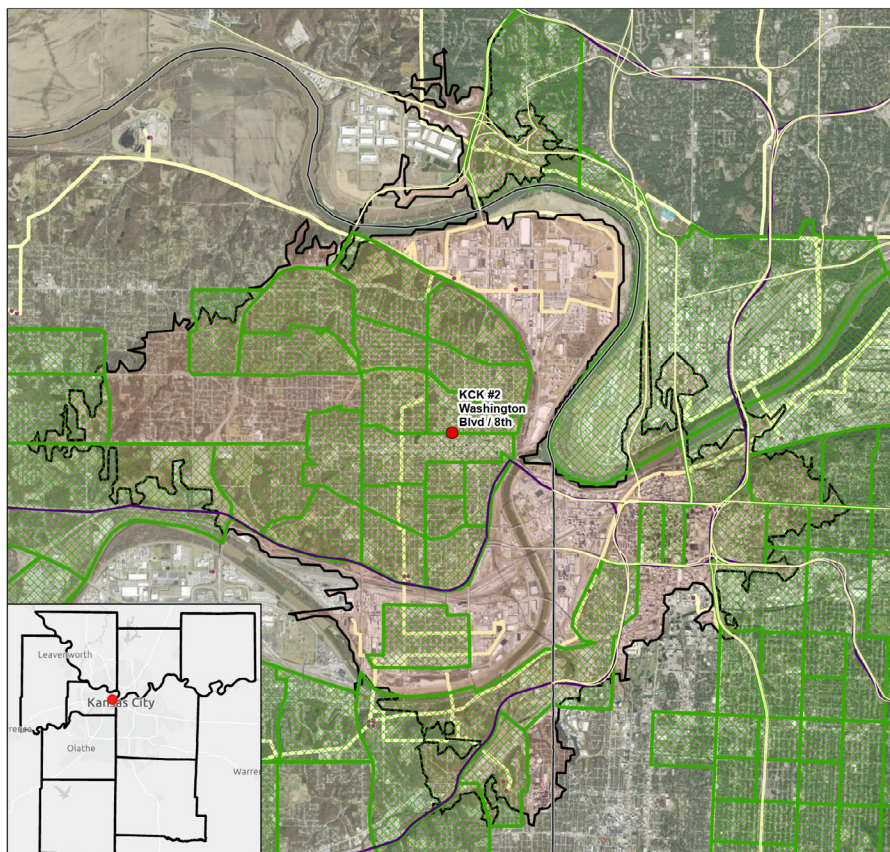 KCK #2
Washington
Blvd / 8th
Leavenworth
Kansas City
Olathe